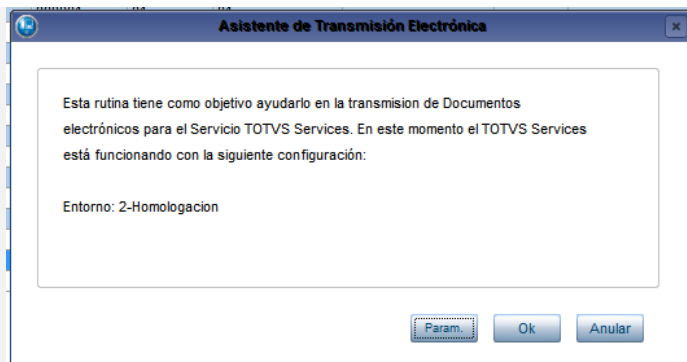 Asistente de Transmisión Electrónica
Esta rutina tiene como objetivo ayudarlo en la transmision de Documentos
electrónicos para el Servicio TOTVS Services. En este momento el TOTVS Services
está funcionando con la siguiente configuración:
Entorno: 2-Homologacion
Param.
Ok
Anular